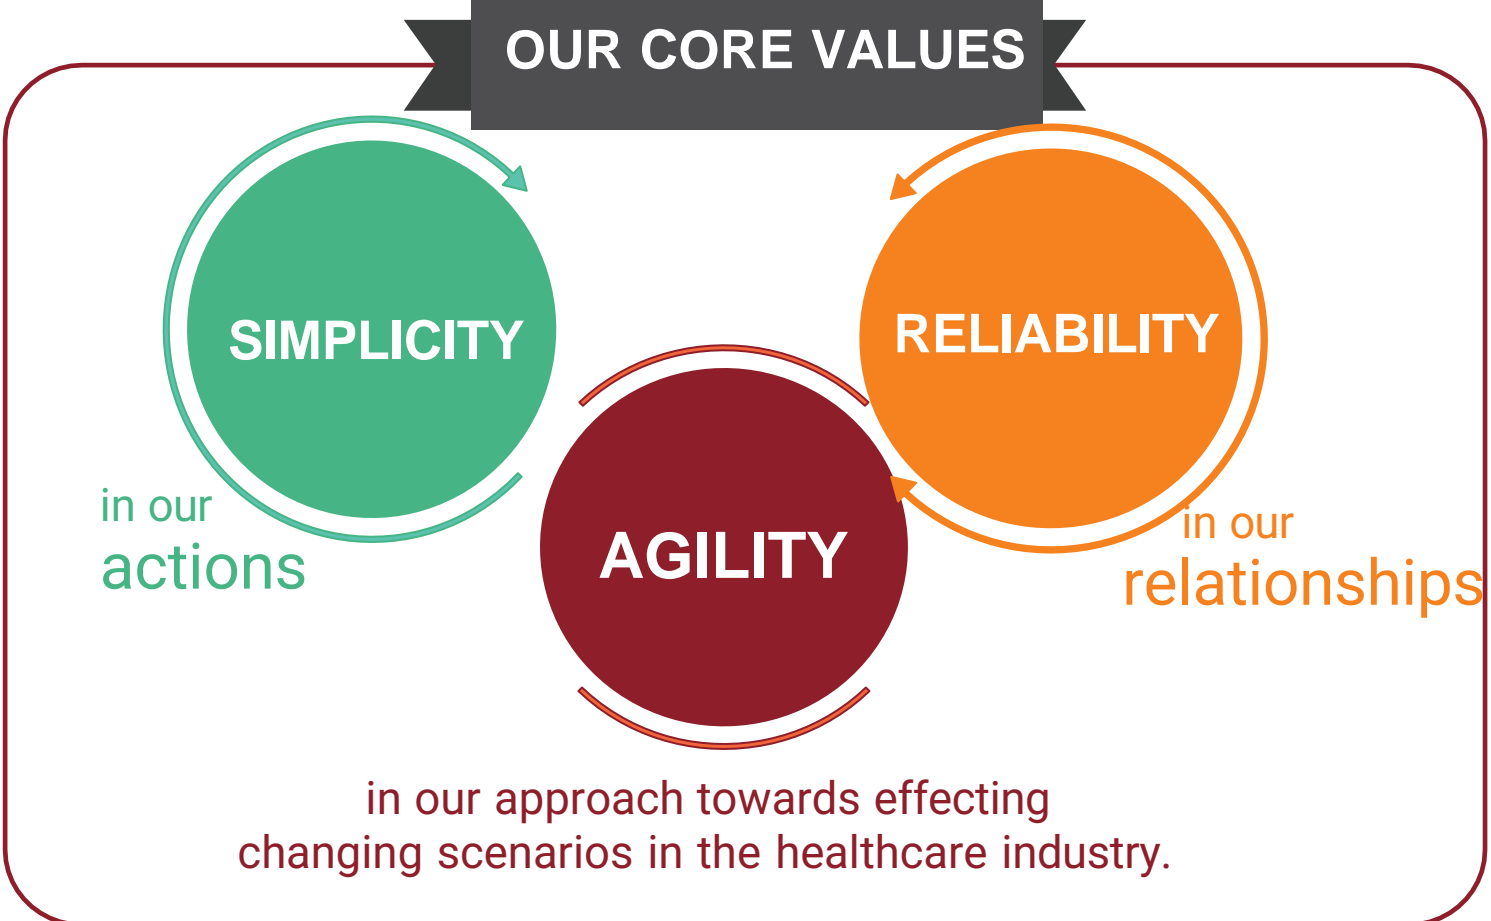 OUR CORE VALUES
SIMPLICITY
in our
actions
AGILITY
in our approach towards effecting
changing scenarios in the healthcare industry.
RELIABILITY
in our
relationships